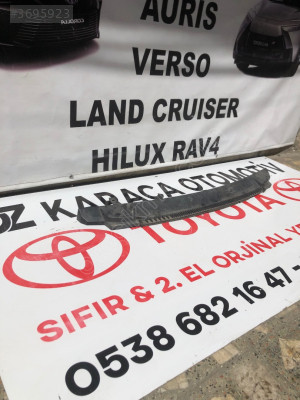 #3695923
AURIS
VERSO
LAND CRUISER
HILUX RAV4
ÖZ KARACA OTOMOTİV
TOYOTA
SIFIR & 2. EL ORJİNAL
0538 682 16 47 -